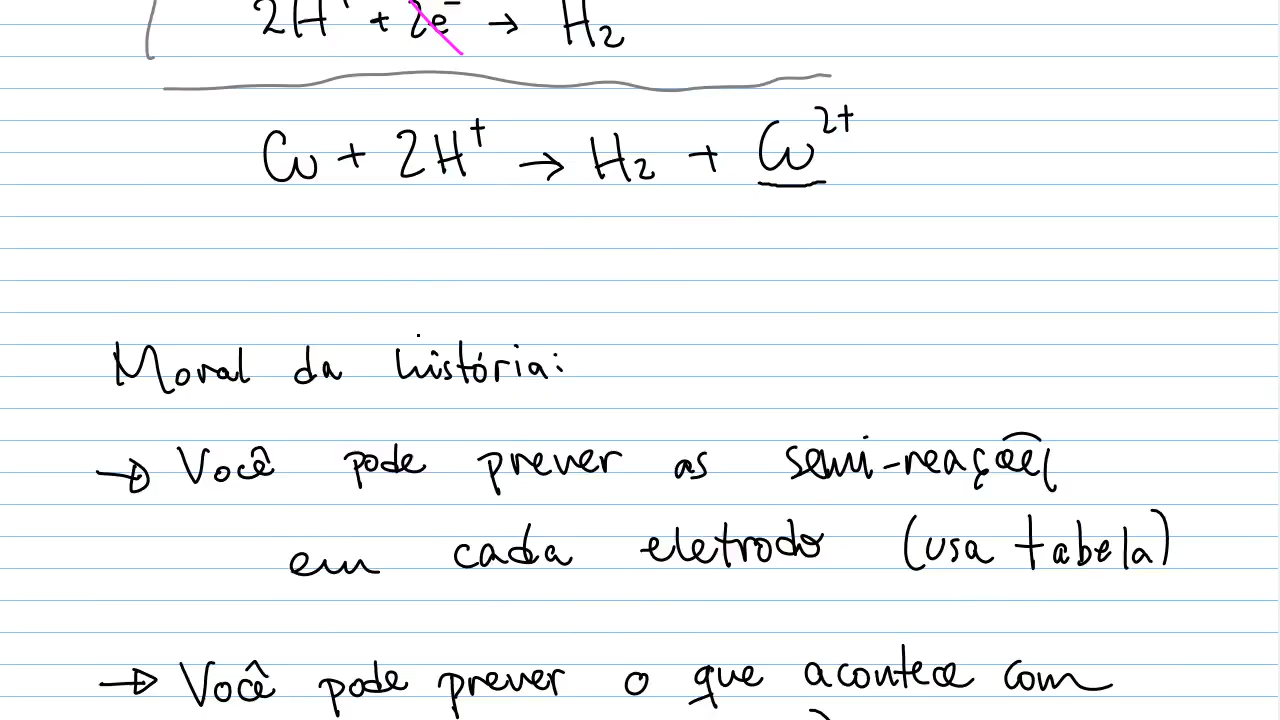 2H⁺ + 2e⁻ → H₂
Cu + 2H⁺ → H₂ + Cu²⁺
Moral da história:
→ Você pode prever as semi-reações
em cada eletrodo (usa tabela)
→ Você pode prever o que acontece com